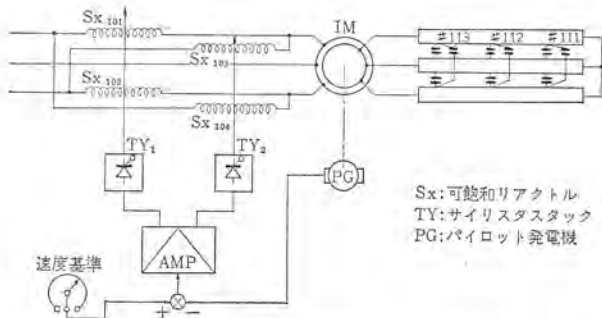 Sx 101
IM
#113 #112 #111
Sx 103
Sx 102
Sx 104
TY1
TY2
PG
Sx:可飽和リアクトル
TY:サイリスタスタック
PG:パイロット発電機
AMP
速度基準
+ −